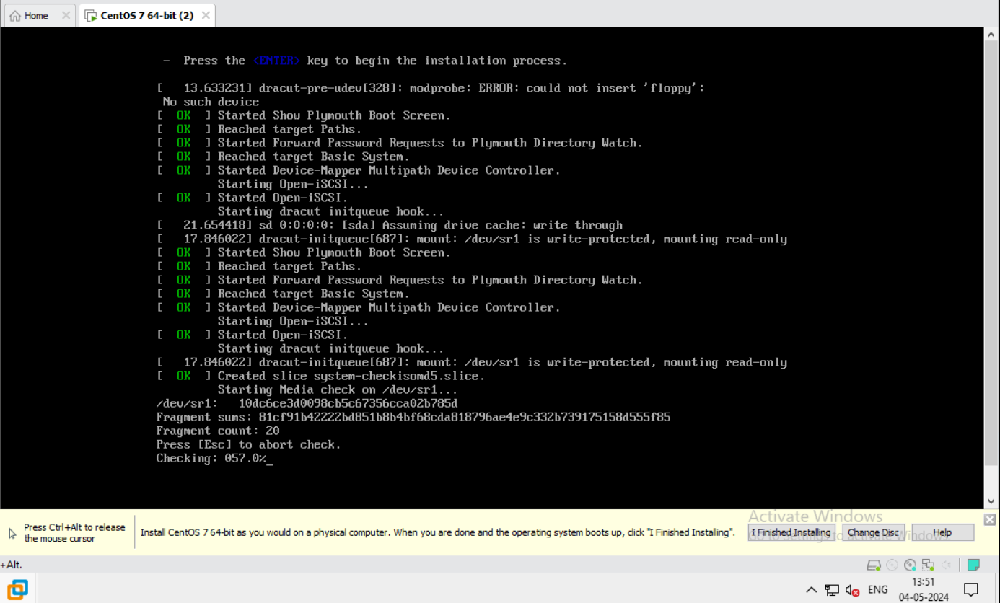 Home
CentOS 7 64-bit (2)
- Press the <ENTER> key to begin the installation process.
[   13.633231] dracut-pre-udev[328]: modprobe: ERROR: could not insert 'floppy':
No such device
[  OK  ] Started Show Plymouth Boot Screen.
[  OK  ] Reached target Paths.
[  OK  ] Started Forward Password Requests to Plymouth Directory Watch.
[  OK  ] Reached target Basic System.
[  OK  ] Started Device-Mapper Multipath Device Controller.
Starting Open-iSCSI...
[  OK  ] Started Open-iSCSI.
Starting dracut initqueue hook...
[   21.654418] sd 0:0:0:0: [sda] Assuming drive cache: write through
[   17.846022] dracut-initqueue[687]: mount: /dev/sr1 is write-protected, mounting read-only
[  OK  ] Started Show Plymouth Boot Screen.
[  OK  ] Reached target Paths.
[  OK  ] Started Forward Password Requests to Plymouth Directory Watch.
[  OK  ] Reached target Basic System.
[  OK  ] Started Device-Mapper Multipath Device Controller.
Starting Open-iSCSI...
[  OK  ] Started Open-iSCSI.
Starting dracut initqueue hook...
[   17.846022] dracut-initqueue[687]: mount: /dev/sr1 is write-protected, mounting read-only
[  OK  ] Created slice system-checkisomd5.slice.
Starting Media check on /dev/sr1...
/dev/sr1:   10dc6ce3d0098cb5c67356cca02b785d
Fragment sums: 81cf91b42222bd851b8b4bf68cda818796ae4e9c332b739175158d555f85
Fragment count: 20
Press [Esc] to abort check.
Checking: 057.0%_
Press Ctrl+Alt to release
the mouse cursor
Install CentOS 7 64-bit as you would on a physical computer. When you are done and the operating system boots up, click "I Finished Installing".
Activate Windows
Go to Settings to activate Windows.
I Finished Installing
Change Disc
Help
+Alt.
ENG
13:51
04-05-2024